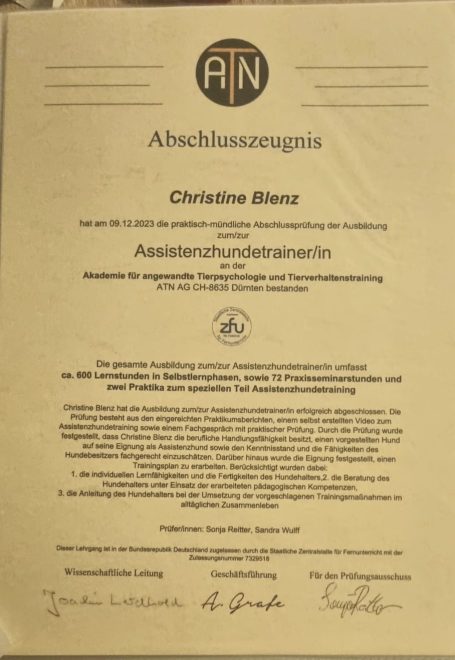 ATN
Abschlusszeugnis
Christine Blenz
hat am 09.12.2023 die praktisch-mündliche Abschlussprüfung der Ausbildung
zum/zur
Assistenzhundetrainer/in
an der
Akademie für angewandte Tierpsychologie und Tierverhaltenstraining
ATN AG CH-8635 Dürnten bestanden
zfu
Die gesamte Ausbildung zum/zur Assistenzhundetrainer/in umfasst
ca. 600 Lernstunden in Selbstlernphasen, sowie 72 Praxisseminarstunden und
zwei Praktika zum speziellen Teil Assistenzhundetraining
Christine Blenz hat die Ausbildung zum/zur Assistenzhundetrainer/in erfolgreich abgeschlossen. Die
Prüfung besteht aus den eingereichten Praktikumsberichten, einem selbst erstellten Video zum
Assistenzhundetraining sowie einem Fachgespräch mit praktischer Prüfung. Durch die Prüfung wurde
festgestellt, dass Christine Blenz die berufliche Handlungsfähigkeit besitzt, einen vorgestellten Hund
auf seine Eignung als Assistenzhund sowie den Kenntnisstand und die Fähigkeiten des
Hundebesitzers fachgerecht einzuschätzen. Darüber hinaus wurde die Eignung festgestellt, einen
Trainingsplan zu erarbeiten. Berücksichtigt wurden dabei:
1. die individuellen Lernfähigkeiten und die Fertigkeiten des Hundehalters,2. die Beratung des
Hundehalters unter Einsatz der erarbeiteten pädagogischen Kompetenzen,
3. die Anleitung des Hundehalters bei der Umsetzung der vorgeschlagenen Trainingsmaßnahmen im
alltäglichen Zusammenleben
Prüfer/innen: Sonja Reitter, Sandra Wulff
Dieser Lehrgang ist in der Bundesrepublik Deutschland zugelassen durch die Staatliche Zentralstelle für Fernunterricht mit der
Zulassungsnummer 7329518
Wissenschaftliche Leitung Geschäftsführung Für den Prüfungsausschuss
A. Grafe